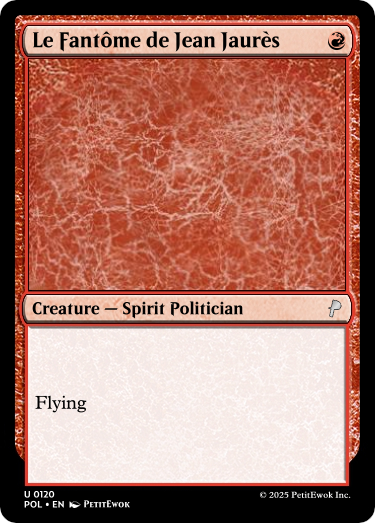 Le Fantôme de Jean Jaurès
Creature — Spirit Politician
Flying
U 0120
POL • EN PetitEwok
© 2025 PetitEwok Inc.